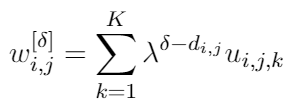 $w_{i,j}^{[\delta]} = \sum_{k=1}^{K} \lambda^{\delta - d_{i,j}} u_{i,j,k}$